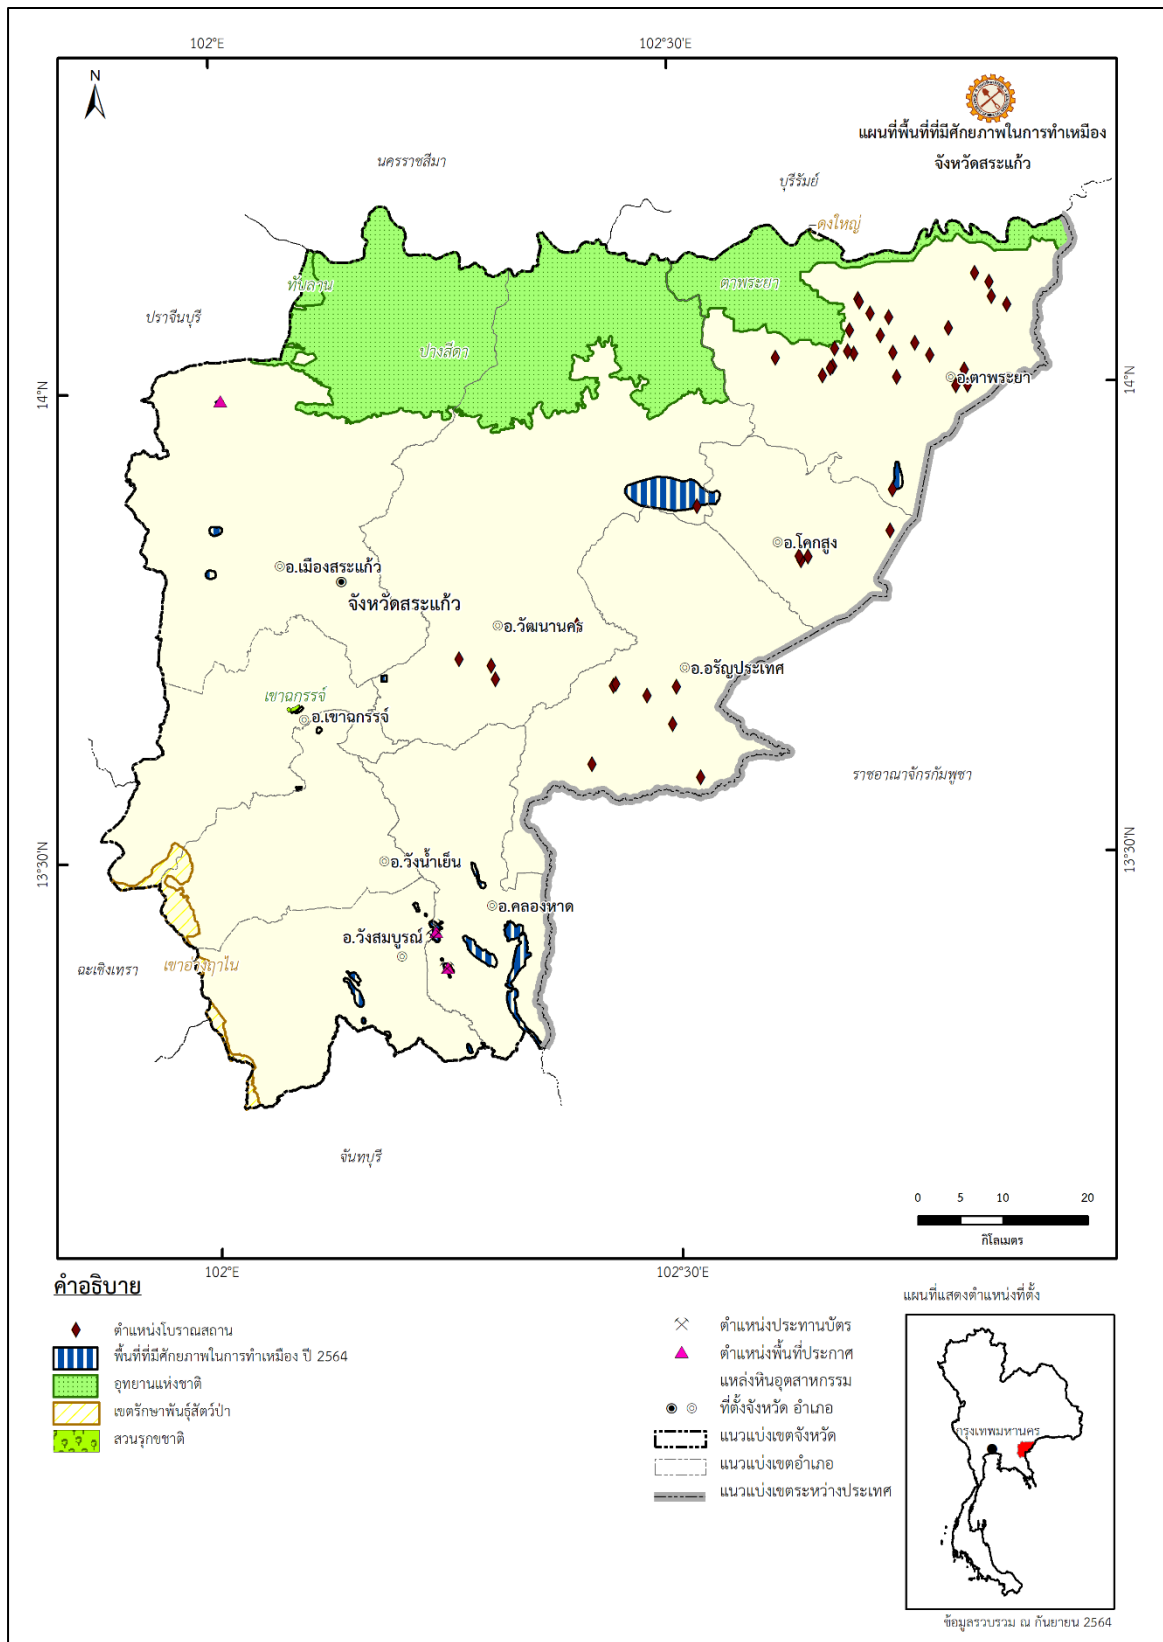 102°E
102°30'E
N
แผนที่พื้นที่ที่มีศักยภาพในการทำเหมือง
จังหวัดสระแก้ว
นครราชสีมา
บุรีรัมย์
ดงใหญ่
ทับลาน
ตาพระยา
ปราจีนบุรี
ปางสีดา
14°N
14°N
อ.ตาพระยา
อ.โคกสูง
อ.เมืองสระแก้ว
จังหวัดสระแก้ว
อ.วัฒนานคร
อ.อรัญประเทศ
เขาฉกรรจ์
อ.เขาฉกรรจ์
ราชอาณาจักรกัมพูชา
13°30'N
13°30'N
อ.วังน้ำเย็น
อ.คลองหาด
อ.วังสมบูรณ์
เขาอ่างฤาไน
ฉะเชิงเทรา
จันทบุรี
0 5 10 20
กิโลเมตร
102°E
102°30'E
คำอธิบาย
ตำแหน่งโบราณสถาน
พื้นที่ที่มีศักยภาพในการทำเหมือง ปี 2564
อุทยานแห่งชาติ
เขตรักษาพันธุ์สัตว์ป่า
สวนรุกขชาติ
ตำแหน่งประทานบัตร
ตำแหน่งพื้นที่ประกาศ
แหล่งหินอุตสาหกรรม
ที่ตั้งจังหวัด อำเภอ
แนวแบ่งเขตจังหวัด
แนวแบ่งเขตอำเภอ
แนวแบ่งเขตระหว่างประเทศ
แผนที่แสดงตำแหน่งที่ตั้ง
กรุงเทพมหานคร
ข้อมูลรวบรวม ณ กันยายน 2564